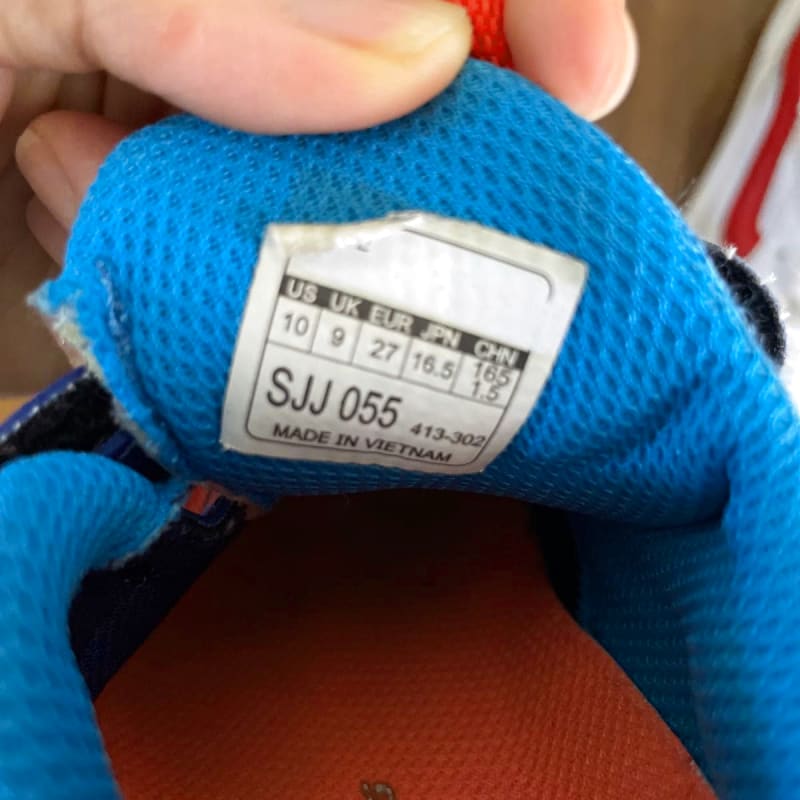 US UK EUR JPN CHN
10 9 27 16.5 165
1.5
SJJ 055 413-302
MADE IN VIETNAM